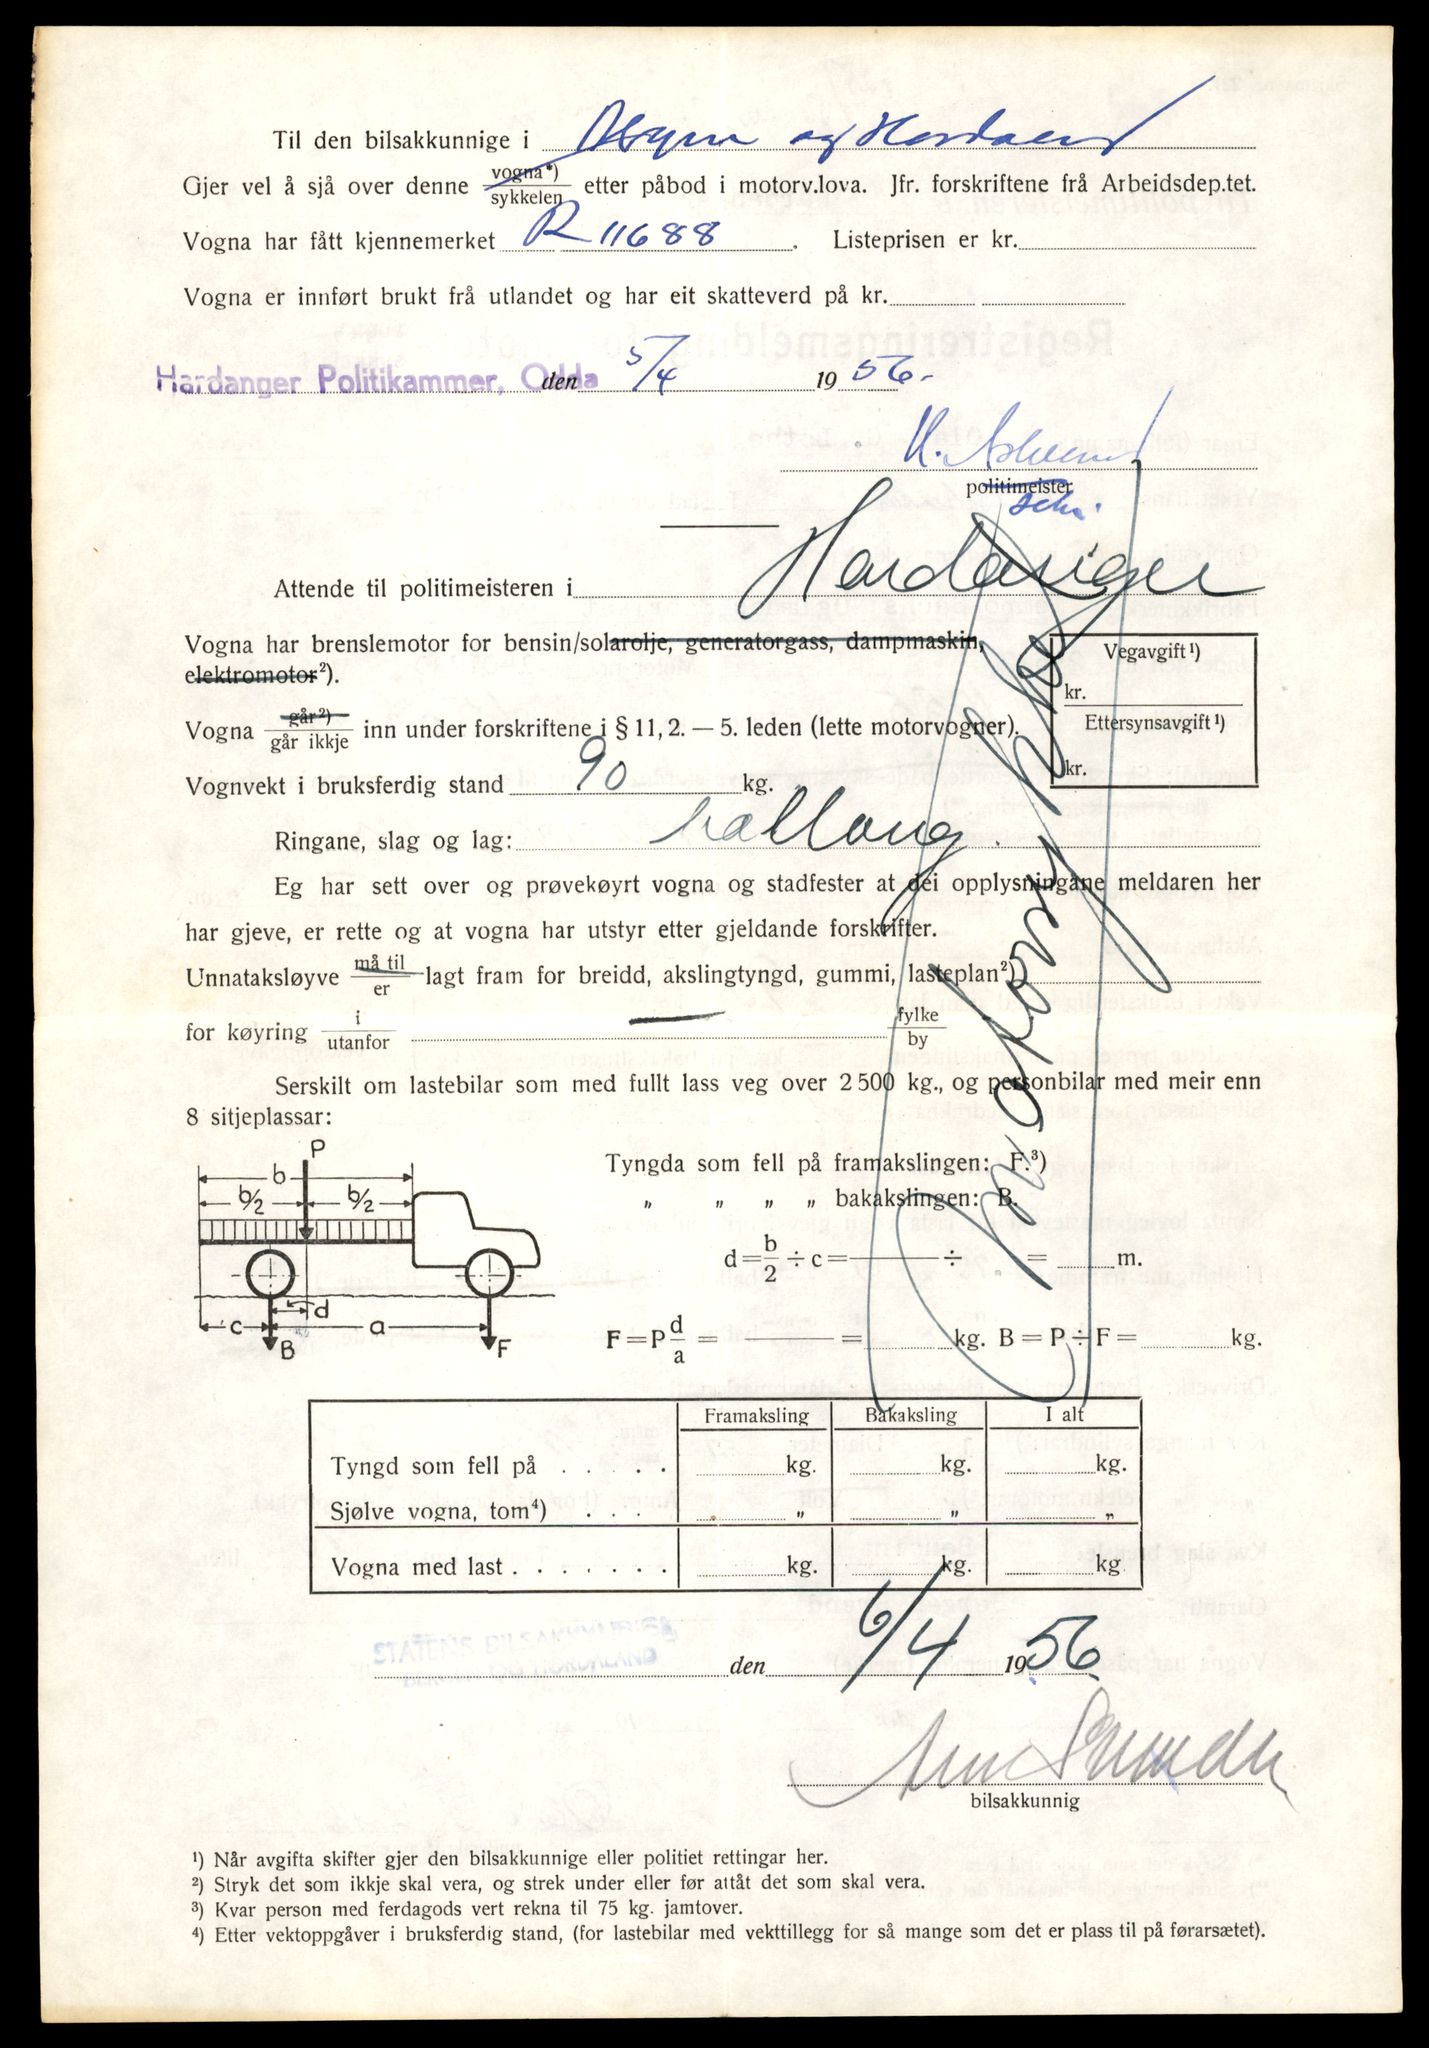 Til den bilsakkunnige i og Hordaland
Gjer vel å sjå over denne vogna*) / sykkelen etter påbod i motorv.lova. Jfr. forskriftene frå Arbeidsdep.tet.
Vogna har fått kjennemerket R 11688. Listeprisen er kr.
Vogna er innført brukt frå utlandet og har eit skatteverd på kr.
Hardanger Politikammer, Odda den 5/4 1956.
politimeister
Attende til politimeisteren i Hardanger
Vogna har brenslemotor for bensin/solarolje, generatorgass, dampmaskin,
elektromotor²).
Vogna går²) / går ikkje inn under forskriftene i § 11, 2. — 5. leden (lette motorvogner).
Vegavgift¹)
kr.
Ettersynsavgift¹)
kr.
Vognvekt i bruksferdig stand 90 kg.
Ringane, slag og lag: ballong
Eg har sett over og prøvekøyrt vogna og stadfester at dei opplysningane meldaren her
har gjeve, er rette og at vogna har utstyr etter gjeldande forskrifter.
Unnataksløyve må til / er lagt fram for breidd, akslingtyngd, gummi, lasteplan²)
for køyring i / utanfor — fylke / by
Serskilt om lastebilar som med fullt lass veg over 2 500 kg., og personbilar med meir enn
8 sitjeplassar:
P
b
b/2 b/2
c d a
B F
Tyngda som fell på framakslingen: F.³)
„ „ „ „ bakakslingen: B.
d = b/2 ÷ c = ——— ÷ = m.
F = P d/a = ——— = kg. B = P ÷ F = kg.
Framaksling Bakaksling I alt
Tyngd som fell på . . . . . kg. kg. kg.
Sjølve vogna, tom⁴) . . . „ „ „
Vogna med last . . . . . . . kg. kg. kg
STATENS BILSAKKUNNIGE
BERGEN OG HORDALAND
den 6/4 1956.
bilsakkunnig
¹) Når avgifta skifter gjer den bilsakkunnige eller politiet rettingar her.
²) Stryk det som ikkje skal vera, og strek under eller før attåt det som skal vera.
³) Kvar person med ferdagods vert rekna til 75 kg. jamtover.
⁴) Etter vektoppgåver i bruksferdig stand, (for lastebilar med vekttillegg for så mange som det er plass til på førarsætet).